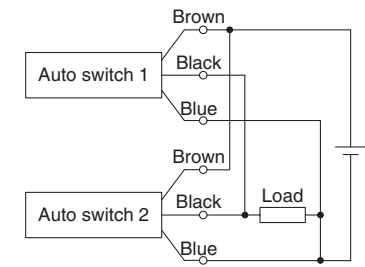 Brown
Auto switch 1
Black
Blue
Brown
Auto switch 2
Black
Load
Blue